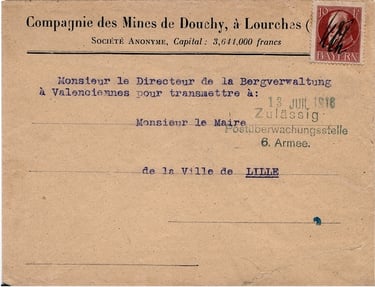 Compagnie des Mines de Douchy, à Lourches (
Société Anonyme, Capital : 3,641,000 francs
10
BAYERN
Monsieur le Directeur de la Bergverwaltung
à Valenciennes pour transmettre à:
13 JUIL 1916
Zulässig
Monsieur le Maire
Postüberwachungsstelle
6. Armee.
de la Ville de LILLE